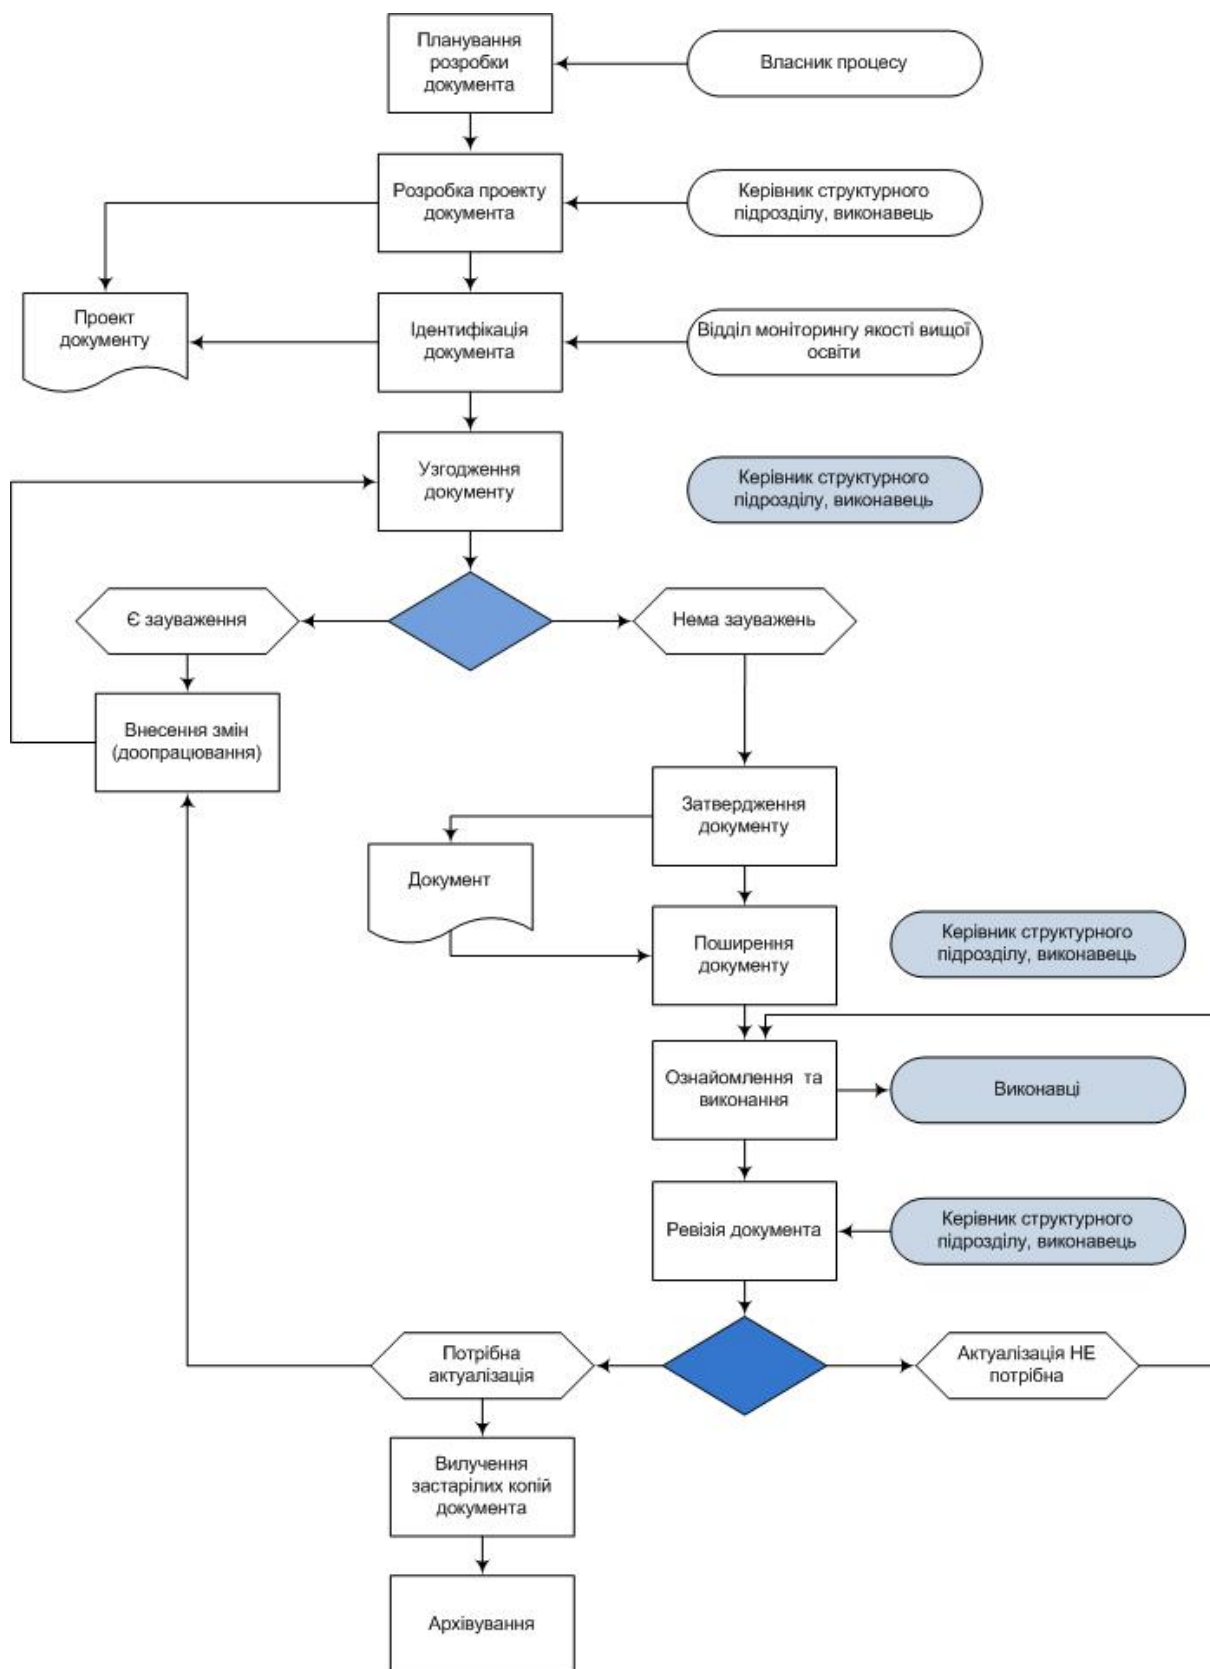 Планування
розробки
документа
Власник процесу
Розробка проекту
документа
Керівник структурного
підрозділу, виконавець
Проект
документу
Ідентифікація
документа
Відділ моніторингу якості вищої
освіти
Узгодження
документу
Керівник структурного
підрозділу, виконавець
Є зауваження
Нема зауважень
Внесення змін
(доопрацювання)
Затвердження
документу
Документ
Поширення
документу
Керівник структурного
підрозділу, виконавець
Ознайомлення та
виконання
Виконавці
Ревізія документа
Керівник структурного
підрозділу, виконавець
Потрібна
актуалізація
Актуалізація НЕ
потрібна
Вилучення
застарілих копій
документа
Архівування